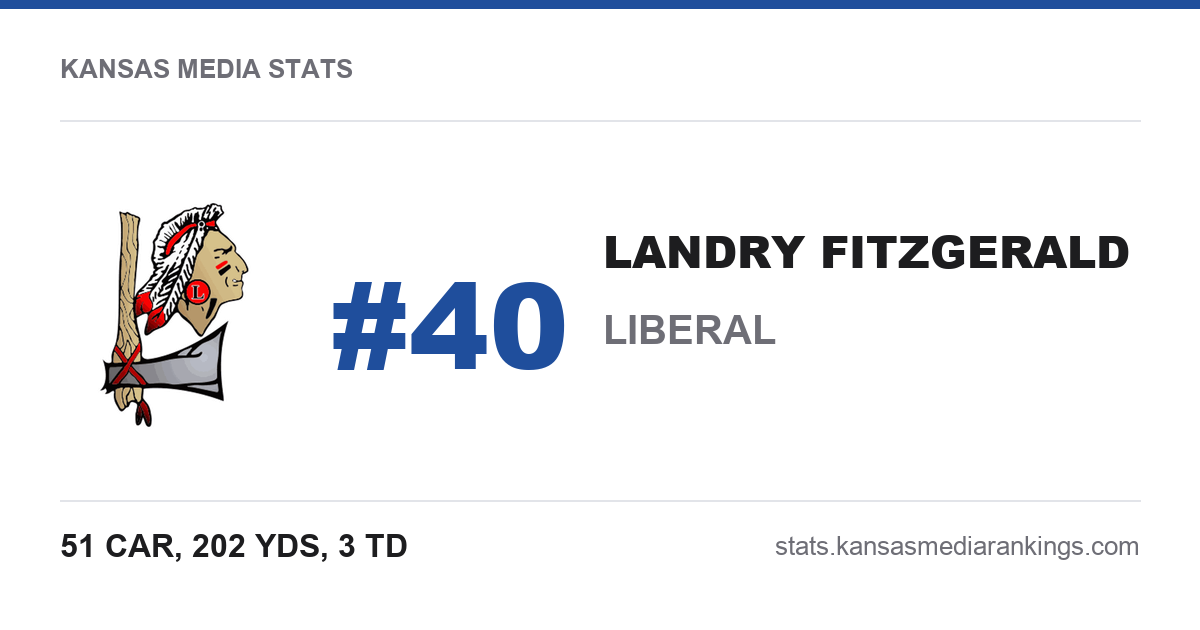 KANSAS MEDIA STATS
L
#40
LANDRY FITZGERALD
LIBERAL
51 CAR, 202 YDS, 3 TD
stats.kansasmediarankings.com